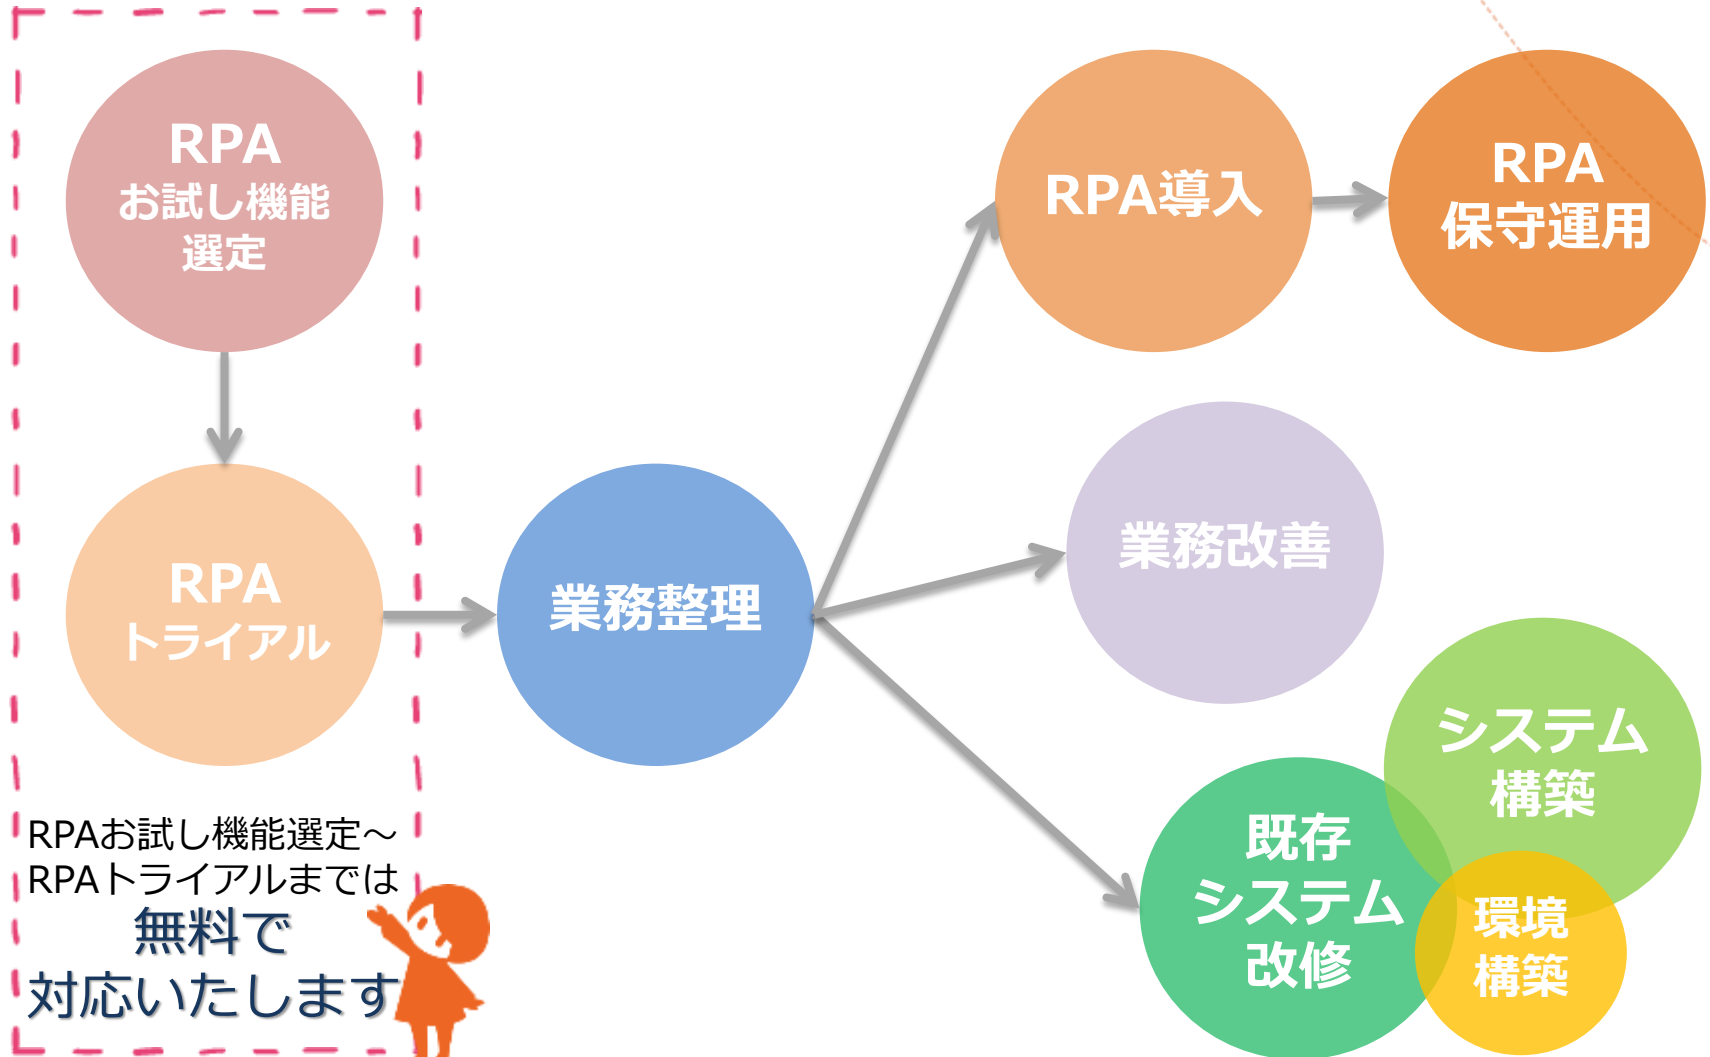 RPA
お試し機能
選定
RPA
トライアル
RPAお試し機能選定～
RPAトライアルまでは
無料で
対応いたします
業務整理
RPA導入
RPA
保守運用
業務改善
既存
システム
改修
システム
構築
環境
構築